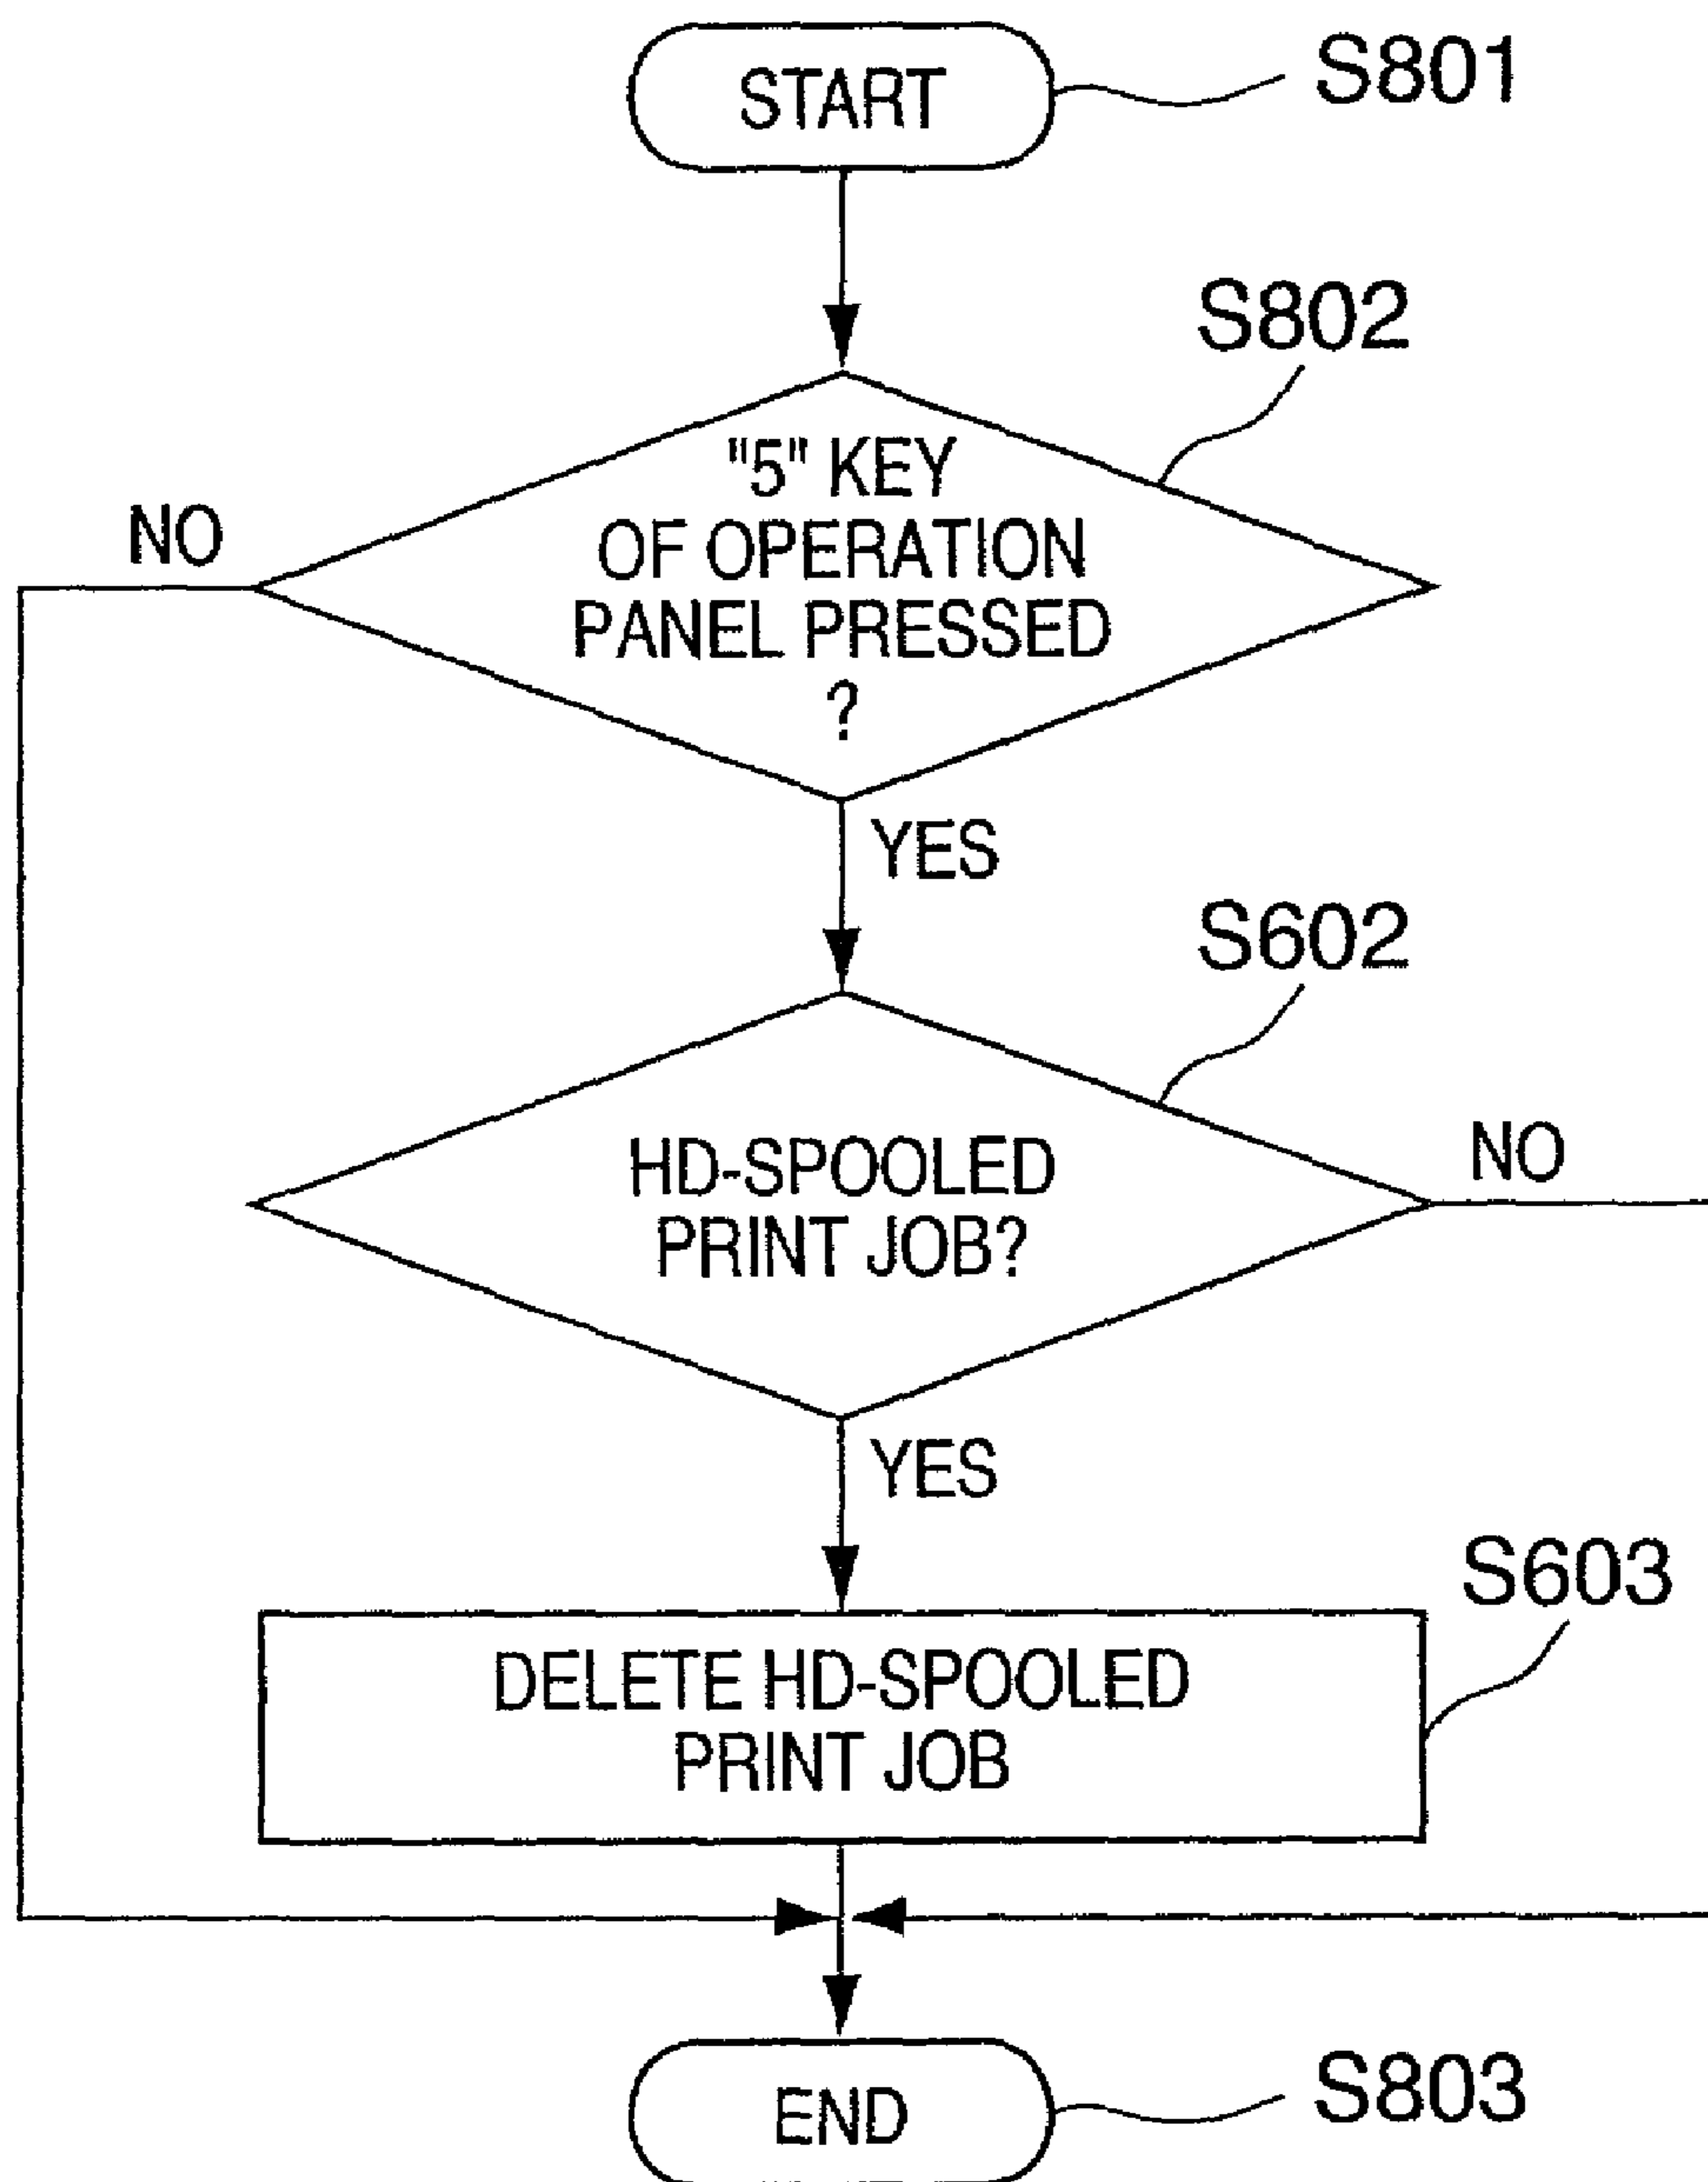 START
S801
S802
"5" KEY
OF OPERATION
PANEL PRESSED
?
NO
YES
S602
HD-SPOOLED
PRINT JOB?
NO
YES
S603
DELETE HD-SPOOLED
PRINT JOB
END
S803